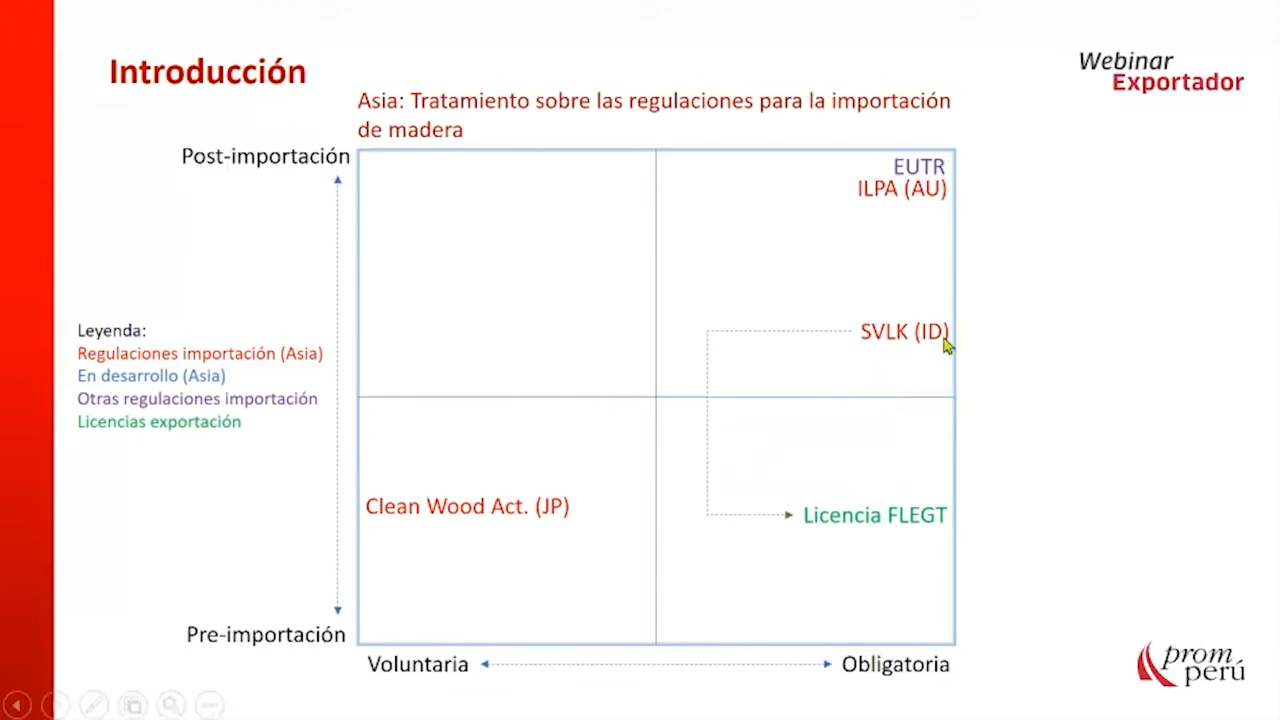 Introducción
Webinar
Exportador
Asia: Tratamiento sobre las regulaciones para la importación
de madera
Post-importación
EUTR
ILPA (AU)
Leyenda:
Regulaciones importación (Asia)
En desarrollo (Asia)
Otras regulaciones importación
Licencias exportación
SVLK (ID)
Clean Wood Act. (JP)
Licencia FLEGT
Pre-importación
Voluntaria
Obligatoria
prom
perú